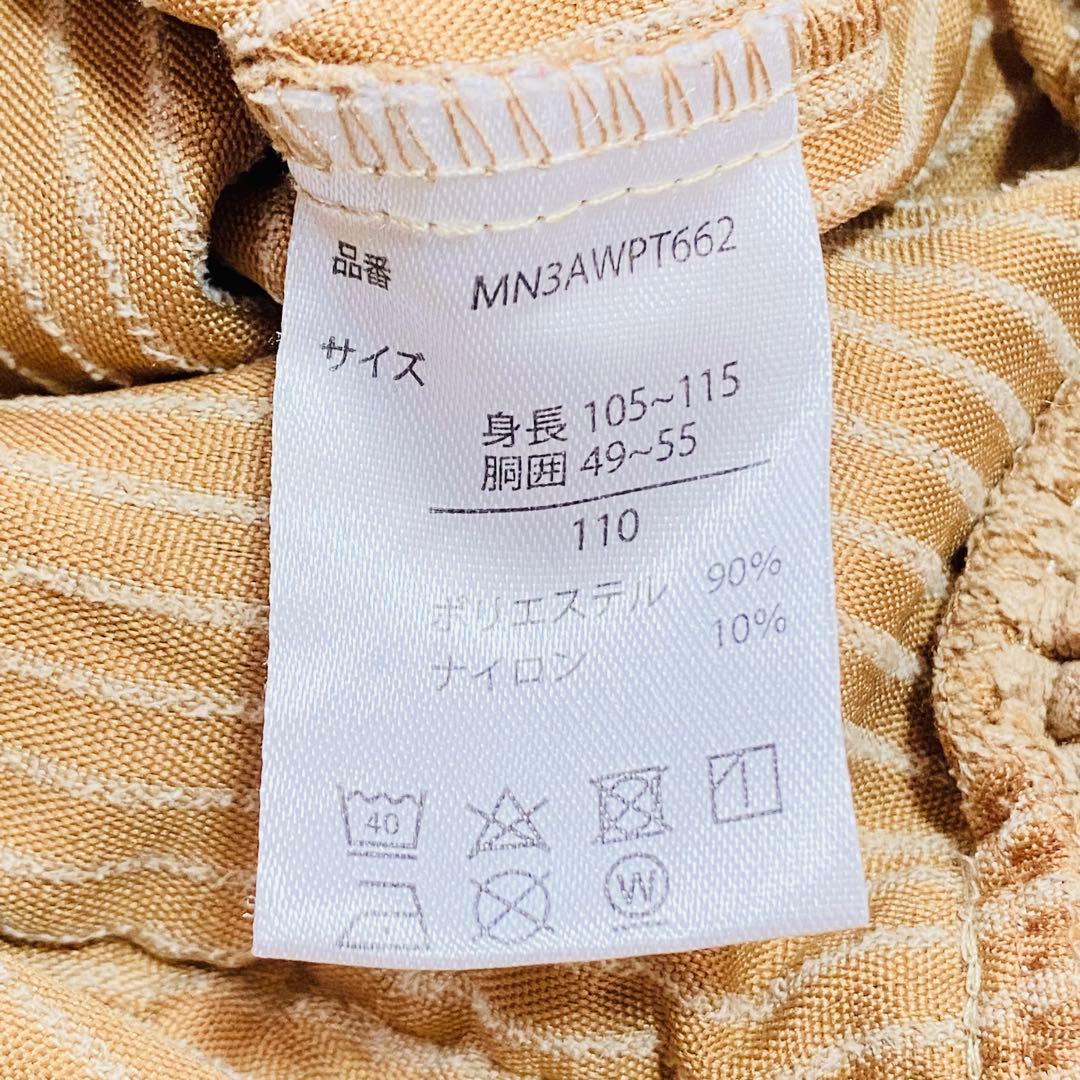 品番 MN3AWPT662
サイズ
身長 105~115
胴囲 49~55
110
ポリエステル 90%
ナイロン 10%
40
W